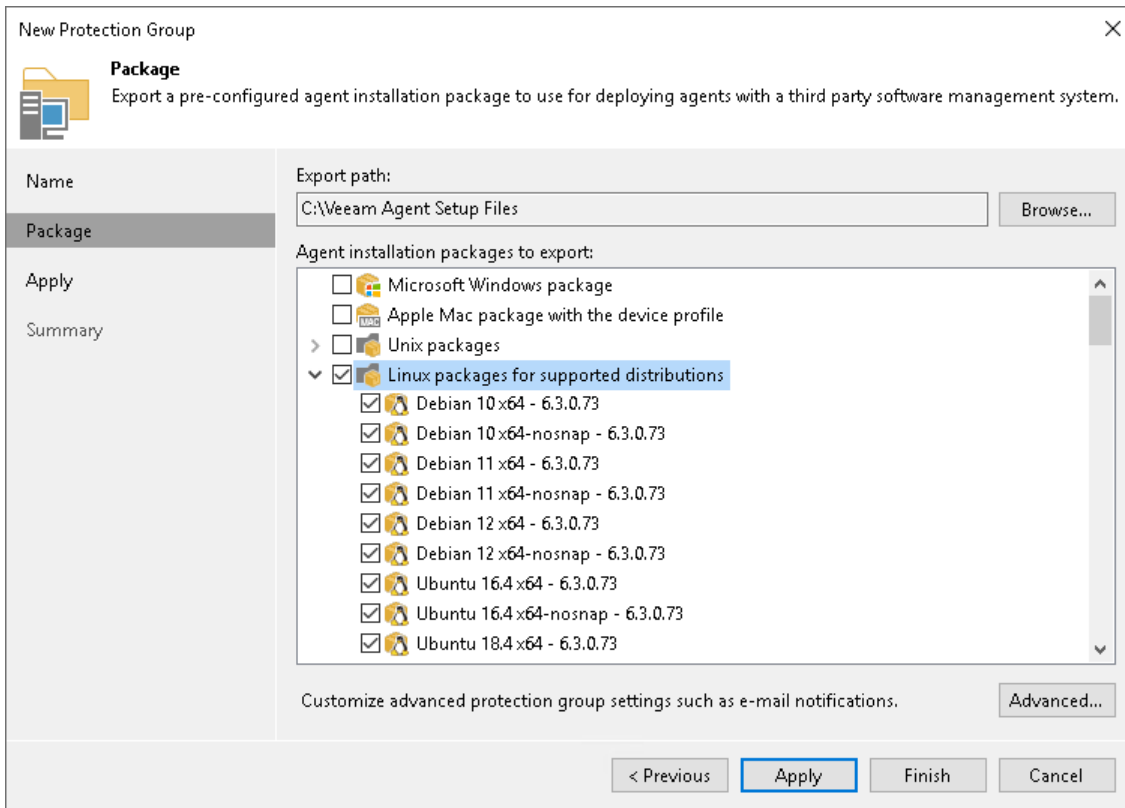 New Protection Group
Package
Export a pre-configured agent installation package to use for deploying agents with a third party software management system.
Name
Package
Apply
Summary
Export path:
C:\Veeam Agent Setup Files
Browse...
Agent installation packages to export:
Microsoft Windows package
MAC
Apple Mac package with the device profile
Unix packages
Linux packages for supported distributions
Debian 10 x64 - 6.3.0.73
Debian 10 x64-nosnap - 6.3.0.73
Debian 11 x64 - 6.3.0.73
Debian 11 x64-nosnap - 6.3.0.73
Debian 12 x64 - 6.3.0.73
Debian 12 x64-nosnap - 6.3.0.73
Ubuntu 16.4 x64 - 6.3.0.73
Ubuntu 16.4 x64-nosnap - 6.3.0.73
Ubuntu 18.4 x64 - 6.3.0.73
Customize advanced protection group settings such as e-mail notifications.
Advanced...
< Previous
Apply
Finish
Cancel